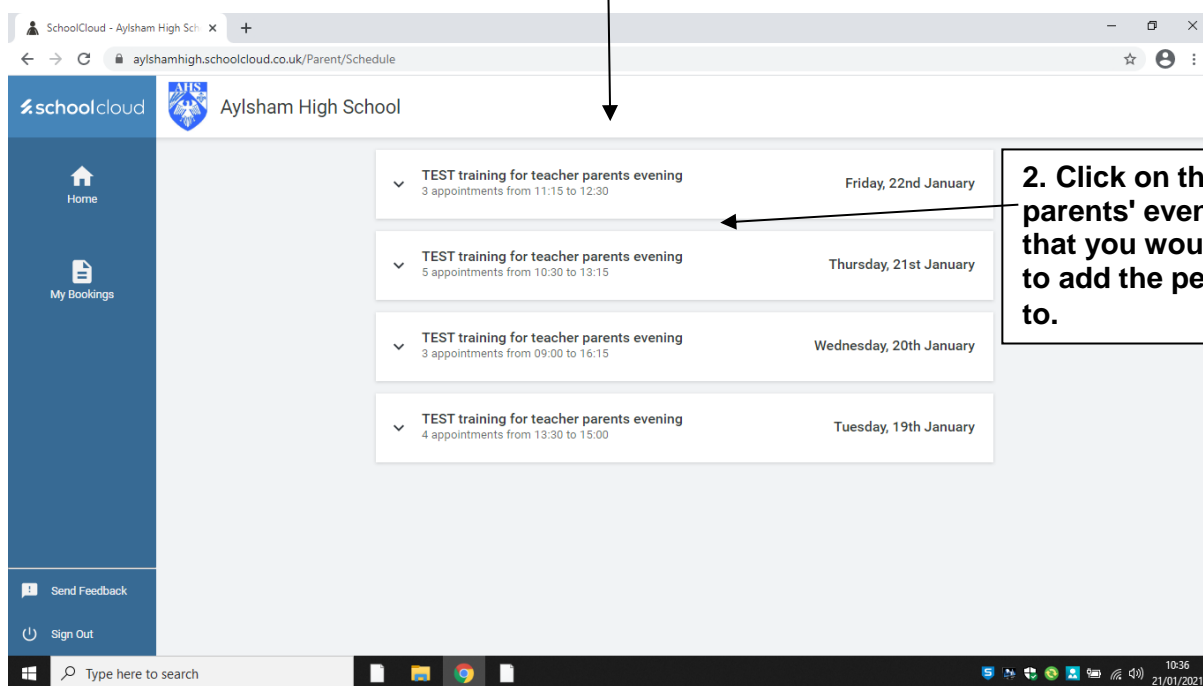 SchoolCloud - Aylsham High Sch
aylshamhigh.schoolcloud.co.uk/Parent/Schedule
schoolcloud
AHS
Aylsham High School
Home
My Bookings
TEST training for teacher parents evening
3 appointments from 11:15 to 12:30
Friday, 22nd January
TEST training for teacher parents evening
5 appointments from 10:30 to 13:15
Thursday, 21st January
TEST training for teacher parents evening
3 appointments from 09:00 to 16:15
Wednesday, 20th January
TEST training for teacher parents evening
4 appointments from 13:30 to 15:00
Tuesday, 19th January
2. Click on th
parents' ever
that you wou
to add the pe
to.
Send Feedback
Sign Out
Type here to search
10:36
21/01/2021